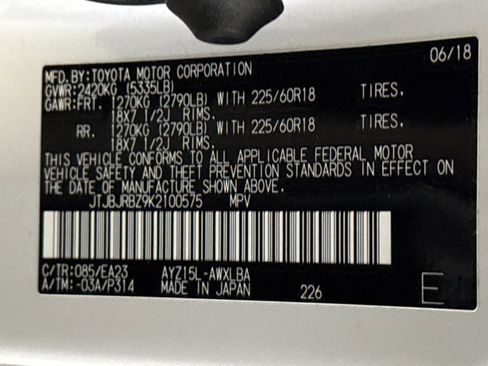 06/18
MFD.BY:TOYOTA MOTOR CORPORATION
GVWR:2420KG (5335LB)
GAWR:FRT. 1270KG (2790LB) WITH 225/60R18 TIRES.
18X7 1/2J RIMS.
RR. 1270KG (2790LB) WITH 225/60R18 TIRES.
18X7 1/2J RIMS.
THIS VEHICLE CONFORMS TO ALL APPLICABLE FEDERAL MOTOR
VEHICLE SAFETY AND THEFT PREVENTION STANDARDS IN EFFECT ON
THE DATE OF MANUFACTURE SHOWN ABOVE.
JTJBJRBZ9K2100575 MPV
C/TR:085/EA23 AYZ15L-AWXLBA
A/TM:-03A/P314 MADE IN JAPAN 226 E